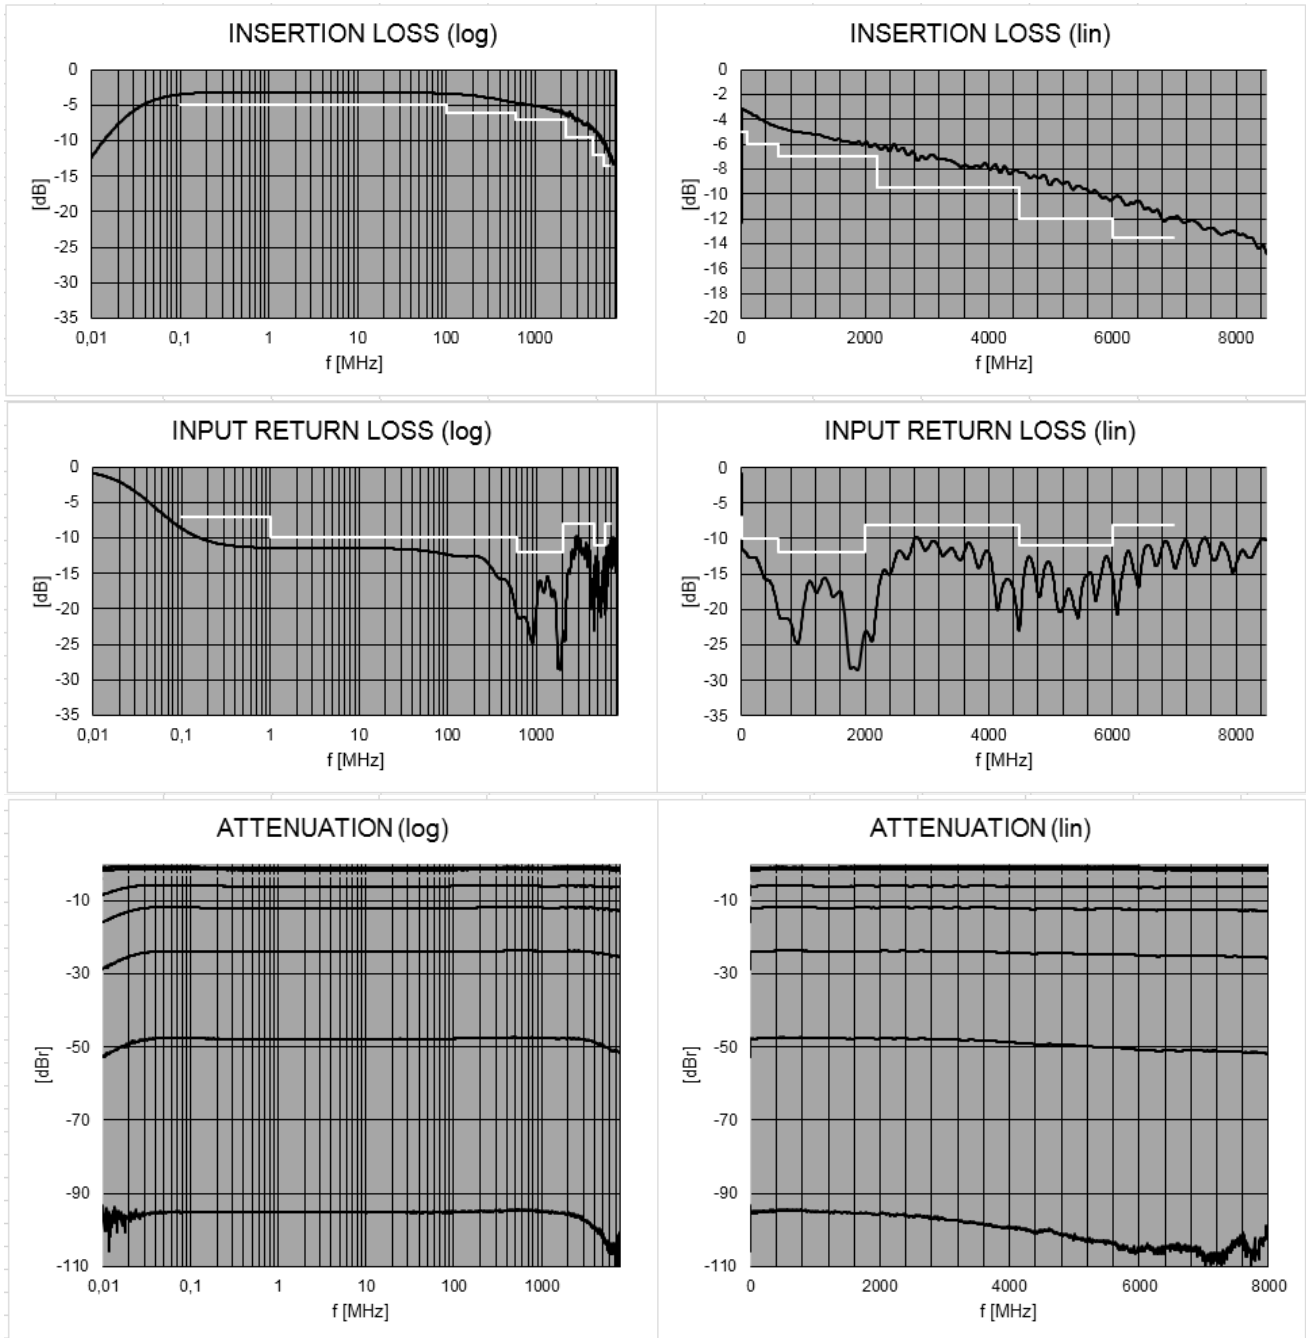 INSERTION LOSS (log)
0
-5
-10
-15
-20
-25
-30
-35
[dB]
0,01 0,1 1 10 100 1000
f [MHz]
INSERTION LOSS (lin)
0
-2
-4
-6
-8
-10
-12
-14
-16
-18
-20
[dB]
0 2000 4000 6000 8000
f [MHz]
INPUT RETURN LOSS (log)
0
-5
-10
-15
-20
-25
-30
-35
[dB]
0,01 0,1 1 10 100 1000
f [MHz]
INPUT RETURN LOSS (lin)
0
-5
-10
-15
-20
-25
-30
-35
[dB]
0 2000 4000 6000 8000
f [MHz]
ATTENUATION (log)
-10
-30
-50
-70
-90
-110
[dBr]
0,01 0,1 1 10 100 1000
f [MHz]
ATTENUATION (lin)
-10
-30
-50
-70
-90
-110
[dBr]
0 2000 4000 6000 8000
f [MHz]